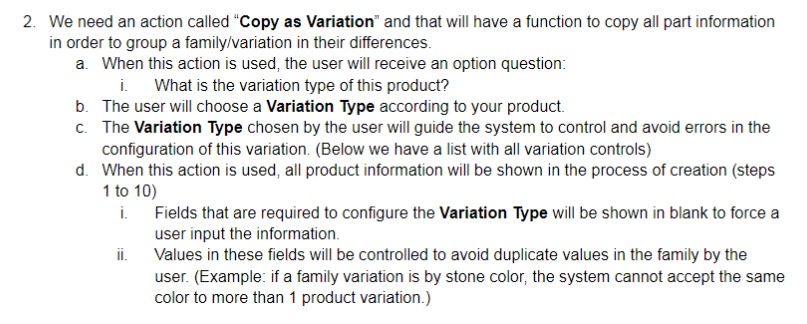 2. We need an action called "Copy as Variation" and that will have a function to copy all part information
in order to group a family/variation in their differences.
a. When this action is used, the user will receive an option question:
i. What is the variation type of this product?
b. The user will choose a Variation Type according to your product.
c. The Variation Type chosen by the user will guide the system to control and avoid errors in the
configuration of this variation. (Below we have a list with all variation controls)
d. When this action is used, all product information will be shown in the process of creation (steps
1 to 10)
i. Fields that are required to configure the Variation Type will be shown in blank to force a
user input the information.
ii. Values in these fields will be controlled to avoid duplicate values in the family by the
user. (Example: if a family variation is by stone color, the system cannot accept the same
color to more than 1 product variation.)